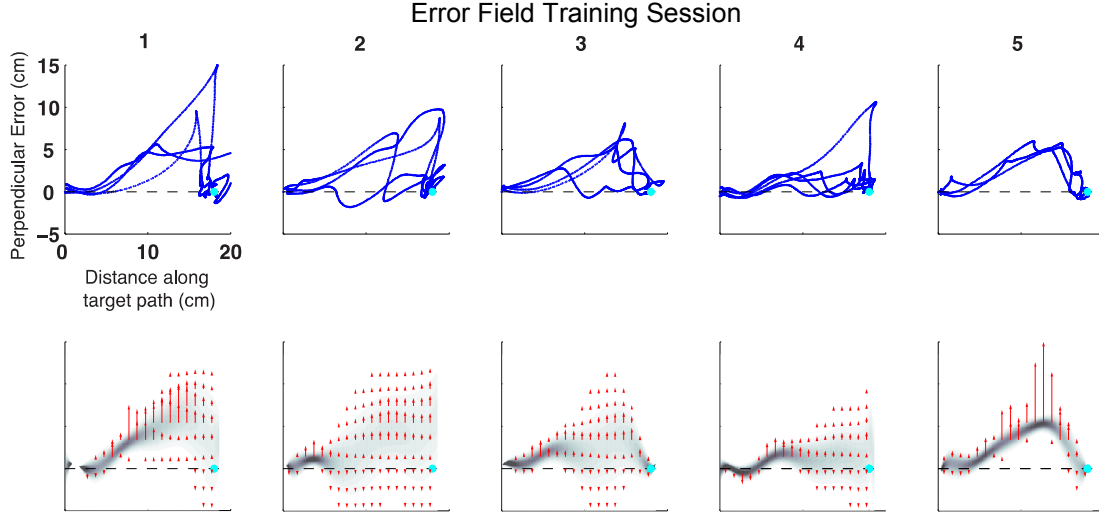 Error Field Training Session
1 2 3 4 5
Perpendicular Error (cm)
15
10
5
0
−5
0 10 20
Distance along
target path (cm)